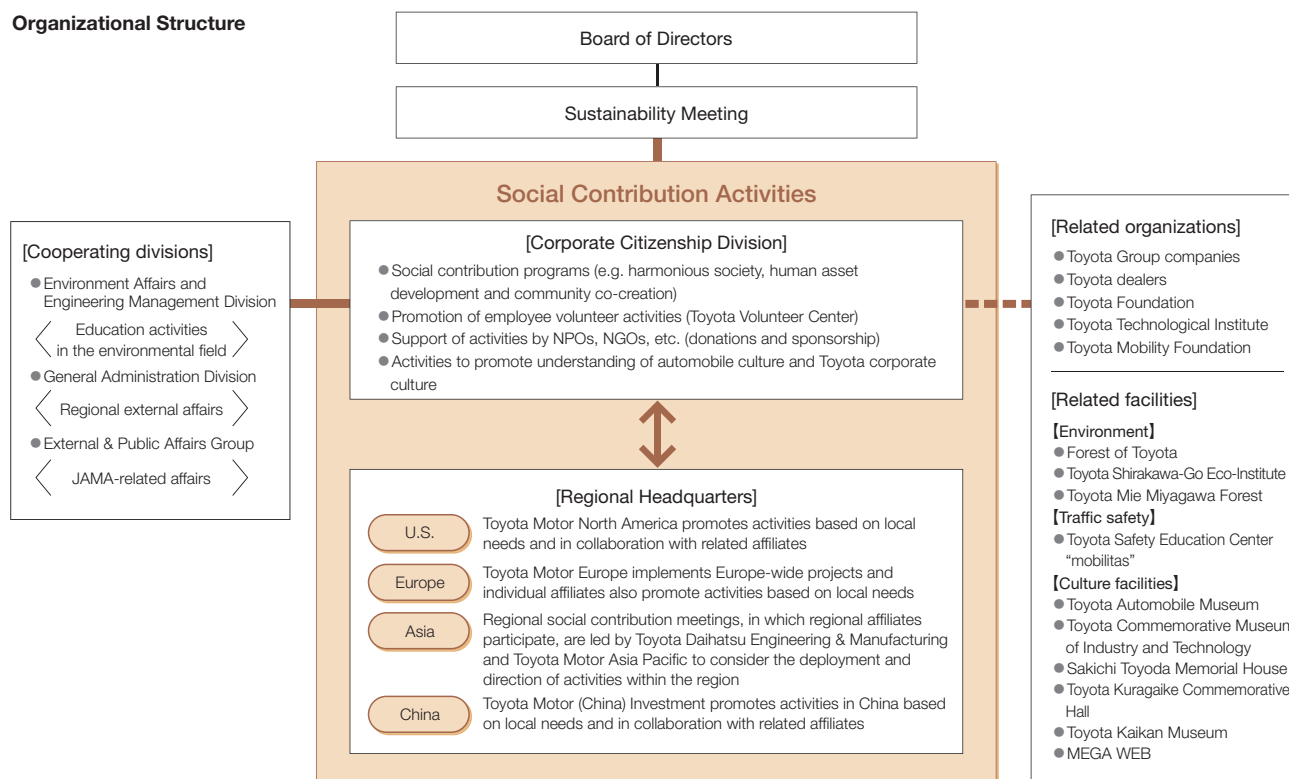 Organizational Structure
Board of Directors
Sustainability Meeting
Social Contribution Activities
[Cooperating divisions]
●Environment Affairs and
Engineering Management Division
Education activities
in the environmental field
●General Administration Division
Regional external affairs
●External & Public Affairs Group
JAMA-related affairs
[Corporate Citizenship Division]
●Social contribution programs (e.g. harmonious society, human asset
development and community co-creation)
●Promotion of employee volunteer activities (Toyota Volunteer Center)
●Support of activities by NPOs, NGOs, etc. (donations and sponsorship)
●Activities to promote understanding of automobile culture and Toyota corporate
culture
[Regional Headquarters]
U.S.
Toyota Motor North America promotes activities based on local
needs and in collaboration with related affiliates
Europe
Toyota Motor Europe implements Europe-wide projects and
individual affiliates also promote activities based on local needs
Asia
Regional social contribution meetings, in which regional affiliates
participate, are led by Toyota Daihatsu Engineering & Manufacturing
and Toyota Motor Asia Pacific to consider the deployment and
direction of activities within the region
China
Toyota Motor (China) Investment promotes activities in China based
on local needs and in collaboration with related affiliates
[Related organizations]
●Toyota Group companies
●Toyota dealers
●Toyota Foundation
●Toyota Technological Institute
●Toyota Mobility Foundation
[Related facilities]
【Environment】
●Forest of Toyota
●Toyota Shirakawa-Go Eco-Institute
●Toyota Mie Miyagawa Forest
【Traffic safety】
●Toyota Safety Education Center
“mobilitas”
【Culture facilities】
●Toyota Automobile Museum
●Toyota Commemorative Museum
of Industry and Technology
●Sakichi Toyoda Memorial House
●Toyota Kuragaike Commemorative
Hall
●Toyota Kaikan Museum
●MEGA WEB